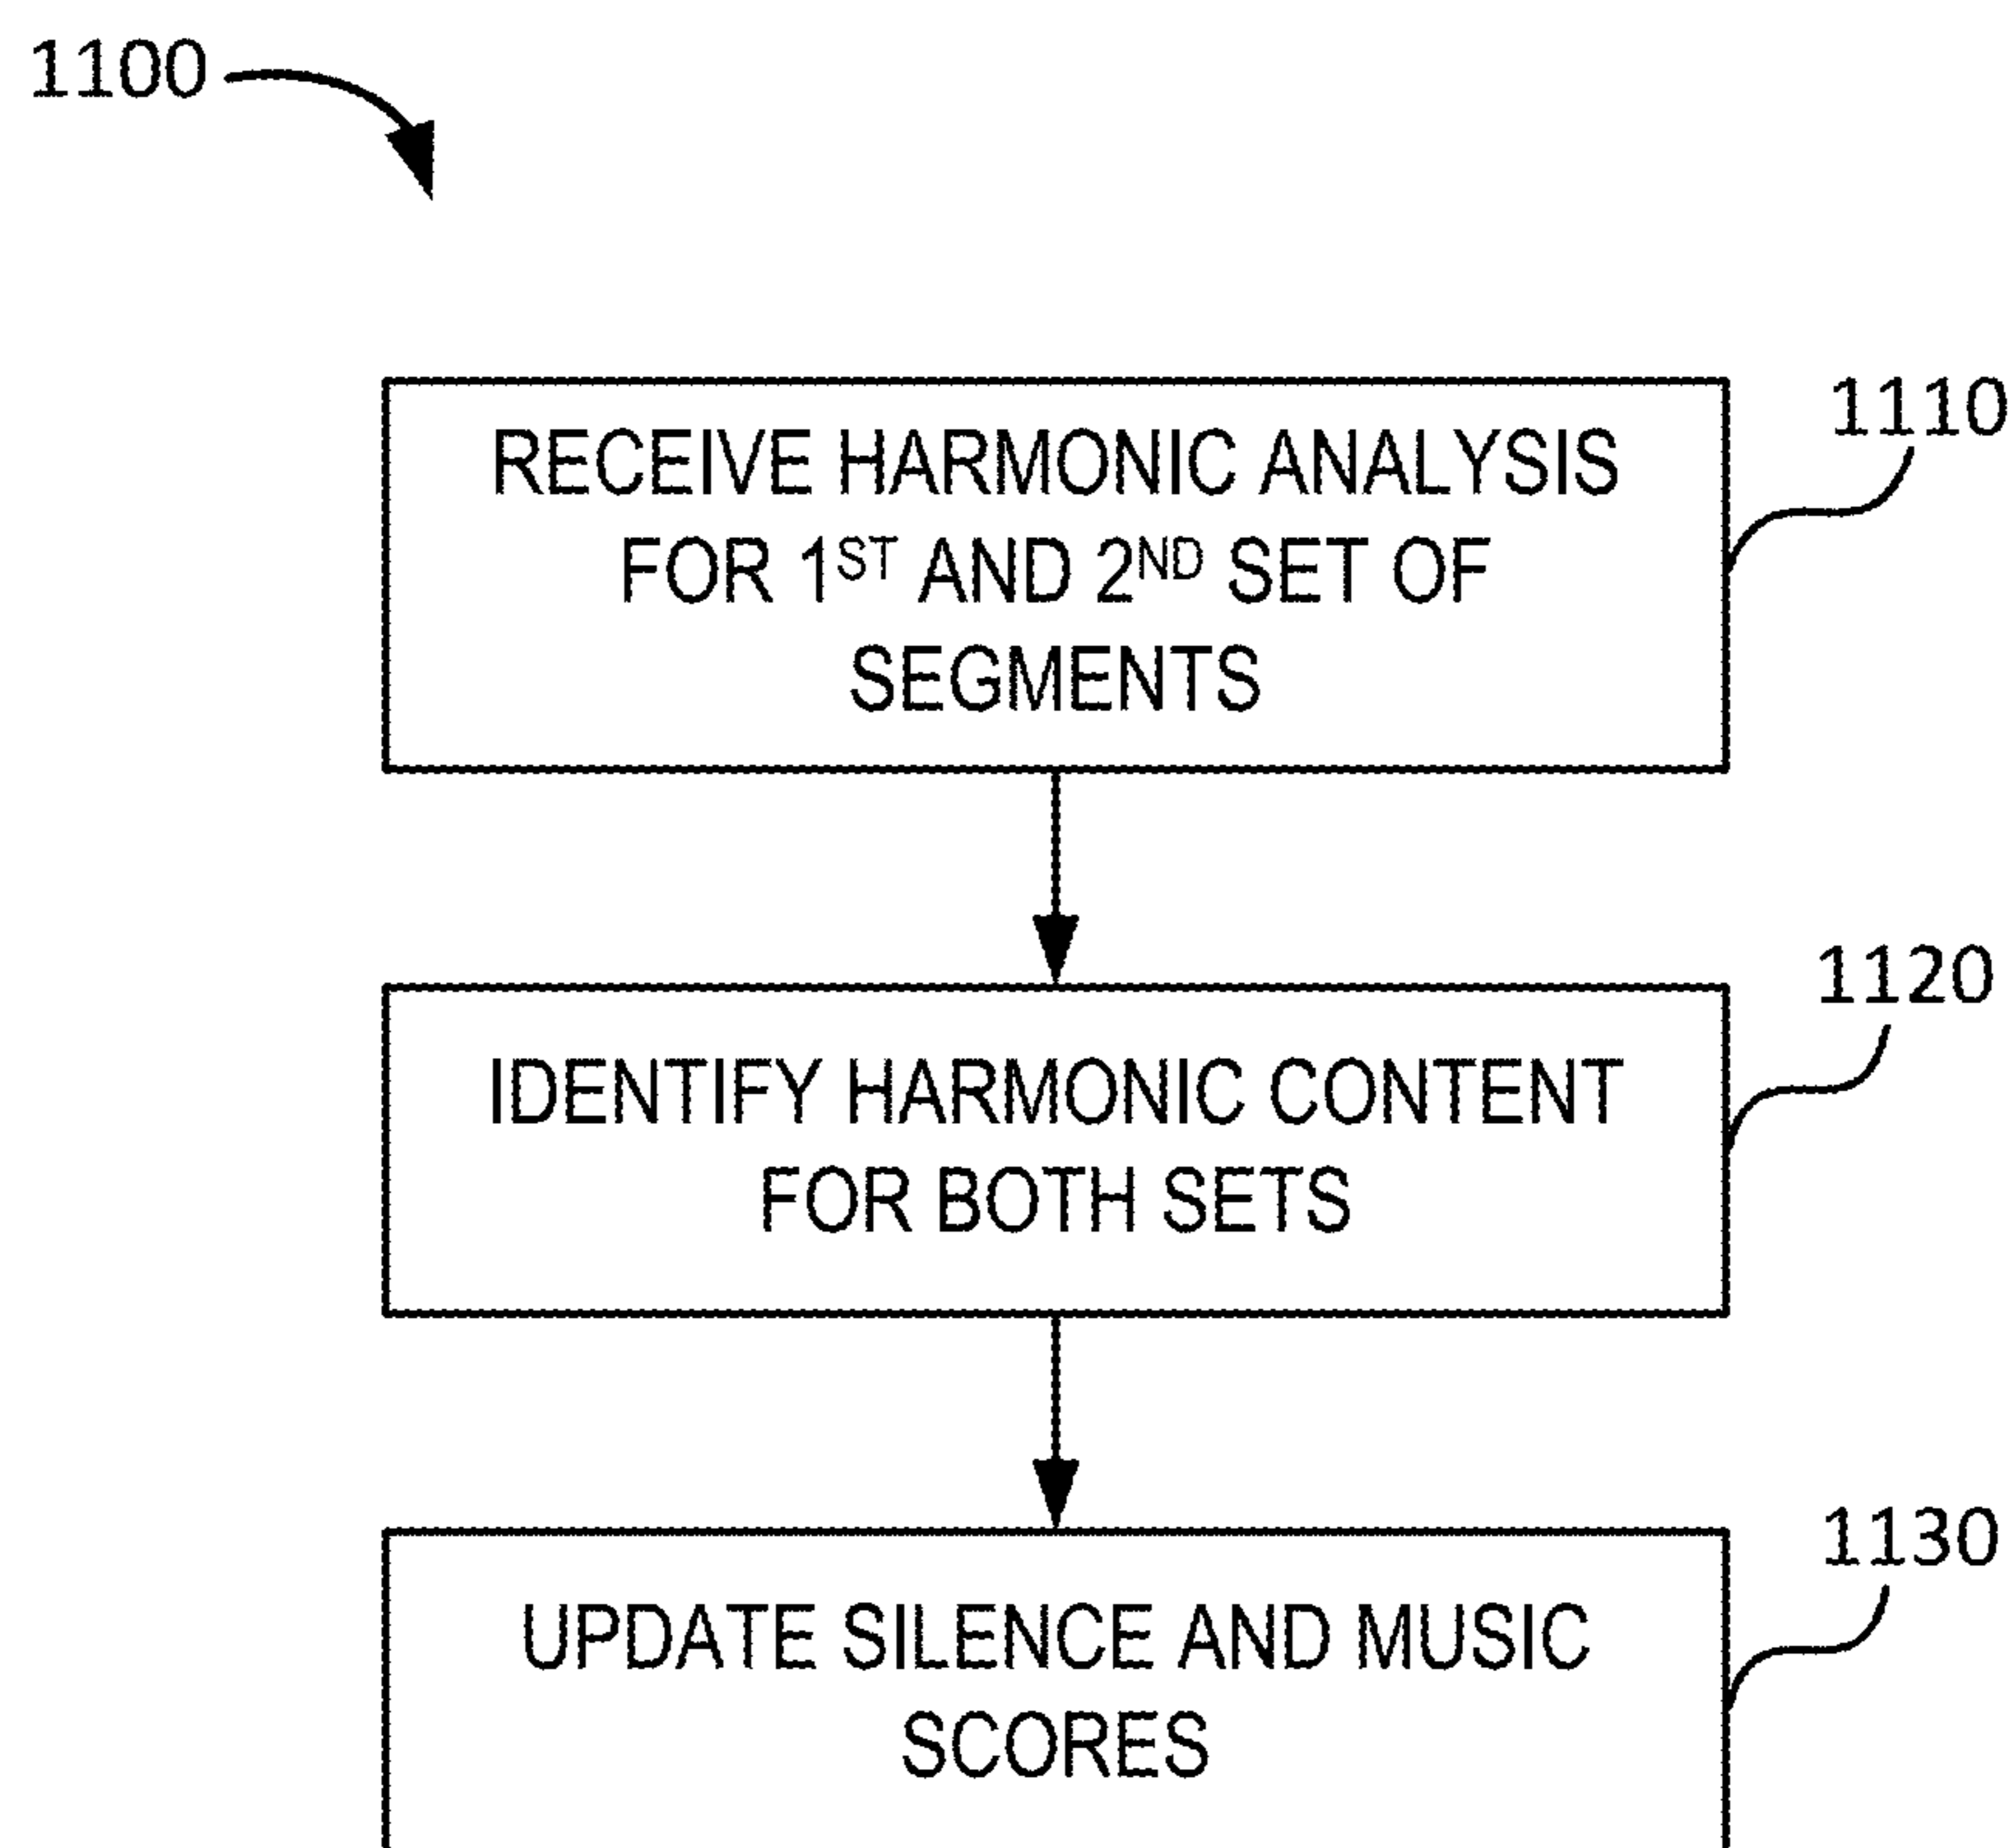 1100
RECEIVE HARMONIC ANALYSIS
1110
FOR 1ST AND 2ND SET OF
SEGMENTS
IDENTIFY HARMONIC CONTENT
1120
FOR BOTH SETS
UPDATE SILENCE AND MUSIC
1130
SCORES